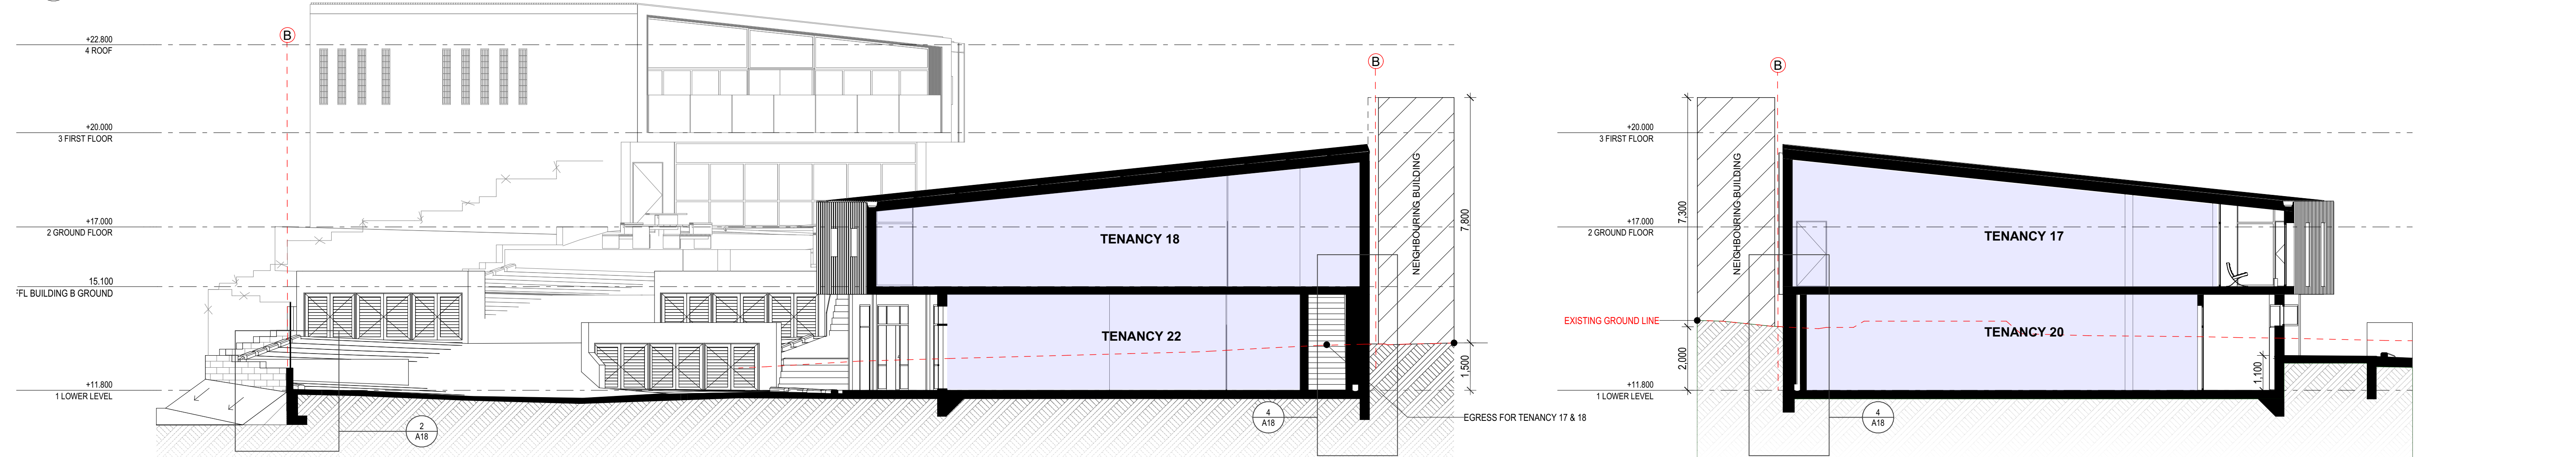 B
+22.800
4 ROOF
+20.000
3 FIRST FLOOR
+17.000
2 GROUND FLOOR
15.100
FFL BUILDING B GROUND
+11.800
1 LOWER LEVEL
2
A18
TENANCY 18
TENANCY 22
B
NEIGHBOURING BUILDING
7,800
1,500
4
A18
EGRESS FOR TENANCY 17 & 18
+20.000
3 FIRST FLOOR
+17.000
2 GROUND FLOOR
EXISTING GROUND LINE
+11.800
1 LOWER LEVEL
7,300
2,000
NEIGHBOURING BUILDING
B
TENANCY 17
TENANCY 20
4
A18
1,100